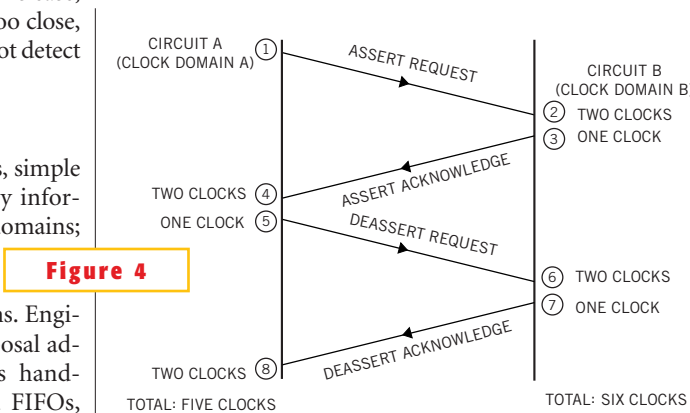 oo close,
ot detect
s, simple
y infor-
omains;
Figure 4
ns. Engi-
osal ad-
s hand-
FIFOs,
CIRCUIT A
(CLOCK DOMAIN A)
1
ASSERT REQUEST
CIRCUIT B
(CLOCK DOMAIN B)
2 TWO CLOCKS
3 ONE CLOCK
ASSERT ACKNOWLEDGE
TWO CLOCKS 4
ONE CLOCK 5
DEASSERT REQUEST
6 TWO CLOCKS
7 ONE CLOCK
DEASSERT ACKNOWLEDGE
TWO CLOCKS 8
TOTAL: FIVE CLOCKS
TOTAL: SIX CLOCKS